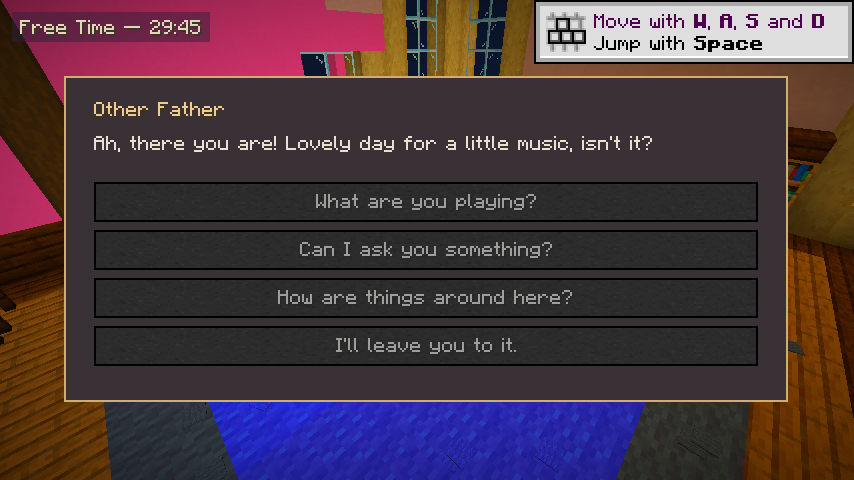 Free Time — 29:45
Move with W, A, S and D
Jump with Space
Other Father
Ah, there you are! Lovely day for a little music, isn't it?
What are you playing?
Can I ask you something?
How are things around here?
I'll leave you to it.